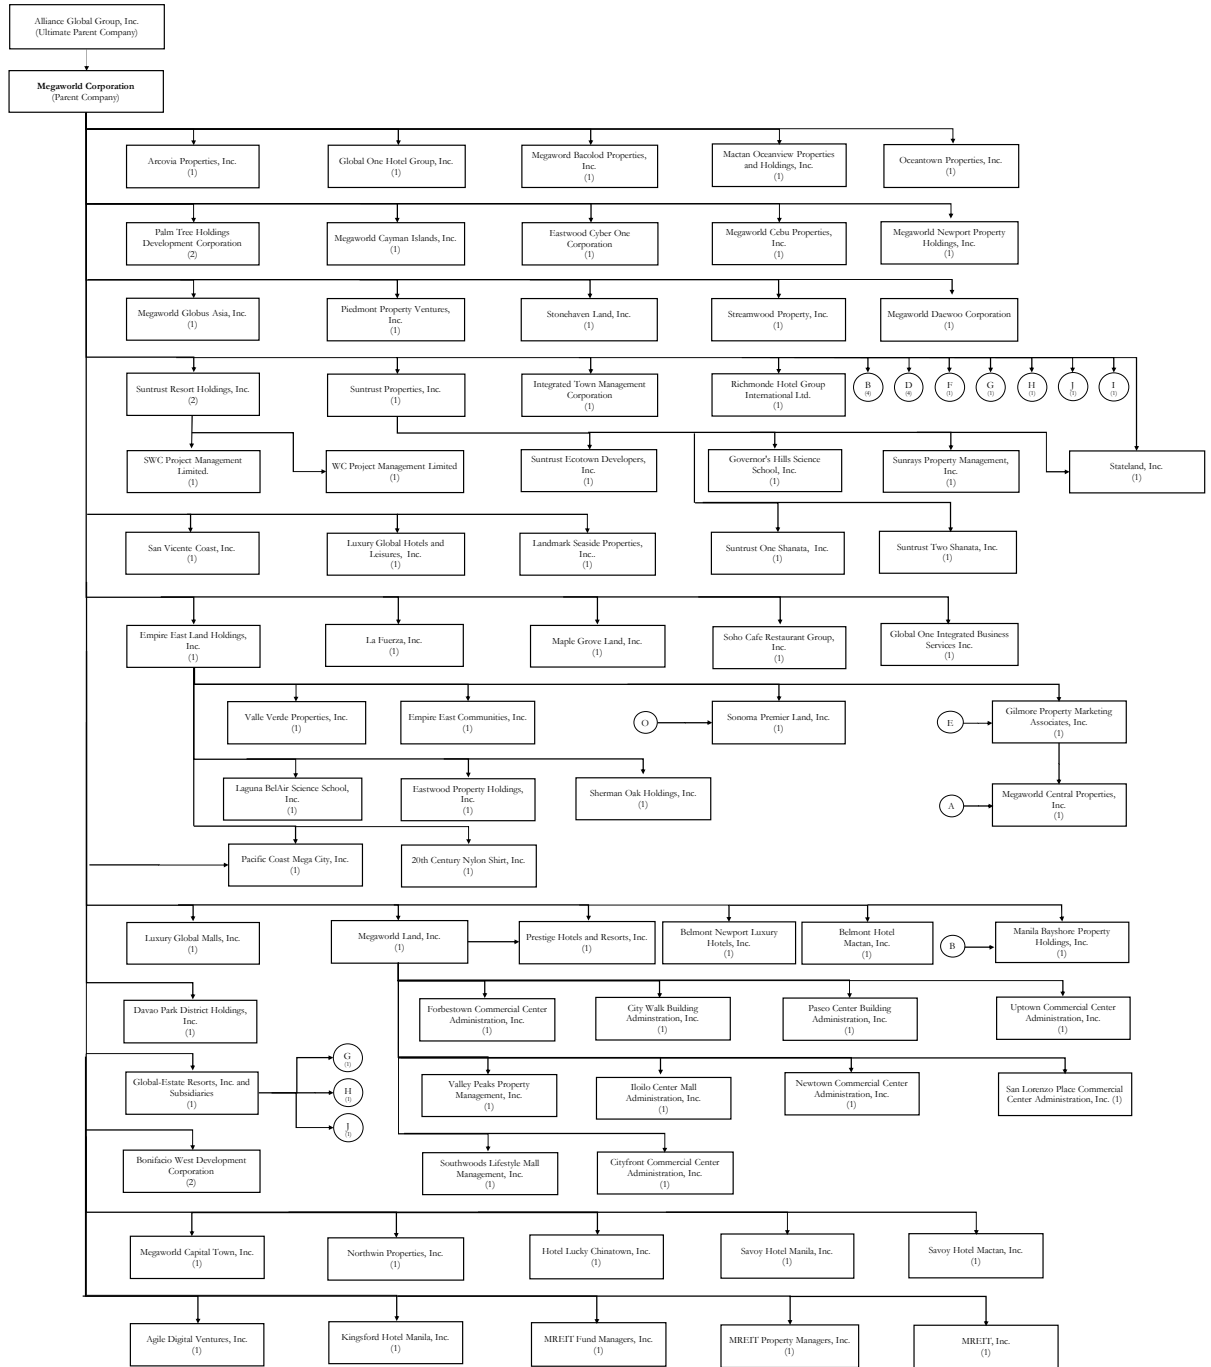 Alliance Global Group, Inc.
(Ultimate Parent Company)
Megaworld Corporation
(Parent Company)
Arcovia Properties, Inc.
(1)
Global One Hotel Group, Inc.
(1)
Megaword Bacolod Properties,
Inc.
(1)
Mactan Oceanview Properties
and Holdings, Inc.
(1)
Oceantown Properties, Inc.
(1)
Palm Tree Holdings
Development Corporation
(2)
Megaworld Cayman Islands, Inc.
(1)
Eastwood Cyber One
Corporation
(1)
Megaworld Cebu Properties,
Inc.
(1)
Megaworld Newport Property
Holdings, Inc.
(1)
Megaworld Globus Asia, Inc.
(1)
Piedmont Property Ventures,
Inc.
(1)
Stonehaven Land, Inc.
(1)
Streamwood Property, Inc.
(1)
Megaworld Daewoo Corporation
(1)
Suntrust Resort Holdings, Inc.
(2)
Suntrust Properties, Inc.
(1)
Integrated Town Management
Corporation
(1)
Richmonde Hotel Group
International Ltd.
(1)
B
(4)
D
(4)
F
(1)
G
(1)
H
(1)
J
(1)
I
(1)
SWC Project Management
Limited.
(1)
WC Project Management Limited
(1)
Suntrust Ecotown Developers,
Inc.
(1)
Governor's Hills Science
School, Inc.
(1)
Sunrays Property Management,
Inc.
(1)
Stateland, Inc.
(1)
San Vicente Coast, Inc.
(1)
Luxury Global Hotels and
Leisures, Inc.
(1)
Landmark Seaside Properties,
Inc..
(1)
Suntrust One Shanata, Inc.
(1)
Suntrust Two Shanata, Inc.
(1)
Empire East Land Holdings,
Inc.
(1)
La Fuerza, Inc.
(1)
Maple Grove Land, Inc.
(1)
Soho Cafe Restaurant Group,
Inc.
(1)
Global One Integrated Business
Services Inc.
(1)
Valle Verde Properties, Inc.
(1)
Empire East Communities, Inc.
(1)
O
Sonoma Premier Land, Inc.
(1)
E
Gilmore Property Marketing
Associates, Inc.
(1)
Laguna BelAir Science School,
Inc.
(1)
Eastwood Property Holdings,
Inc.
(1)
Sherman Oak Holdings, Inc.
(1)
A
Megaworld Central Properties,
Inc.
(1)
Pacific Coast Mega City, Inc.
(1)
20th Century Nylon Shirt, Inc.
(1)
Luxury Global Malls, Inc.
(1)
Megaworld Land, Inc.
(1)
Prestige Hotels and Resorts, Inc.
(1)
Belmont Newport Luxury
Hotels, Inc.
(1)
Belmont Hotel
Mactan, Inc.
(1)
B
Manila Bayshore Property
Holdings, Inc.
(1)
Davao Park District Holdings,
Inc.
(1)
Forbestown Commercial Center
Administration, Inc.
(1)
City Walk Building
Adminstration, Inc.
(1)
Paseo Center Building
Administration, Inc.
(1)
Uptown Commercial Center
Administration, Inc.
(1)
Global-Estate Resorts, Inc. and
Subsidiaries
(1)
G
(1)
H
(1)
J
(1)
Valley Peaks Property
Management, Inc.
(1)
Iloilo Center Mall
Administration, Inc.
(1)
Newtown Commercial Center
Administration, Inc.
(1)
San Lorenzo Place Commercial
Center Administration, Inc. (1)
Bonifacio West Development
Corporation
(2)
Southwoods Lifestyle Mall
Management, Inc.
(1)
Cityfront Commercial Center
Administration, Inc.
(1)
Megaworld Capital Town, Inc.
(1)
Northwin Properties, Inc.
(1)
Hotel Lucky Chinatown, Inc.
(1)
Savoy Hotel Manila, Inc.
(1)
Savoy Hotel Mactan, Inc.
(1)
Agile Digital Ventures, Inc.
(1)
Kingsford Hotel Manila, Inc.
(1)
MREIT Fund Managers, Inc.
(1)
MREIT Property Managers, Inc.
(1)
MREIT, Inc.
(1)